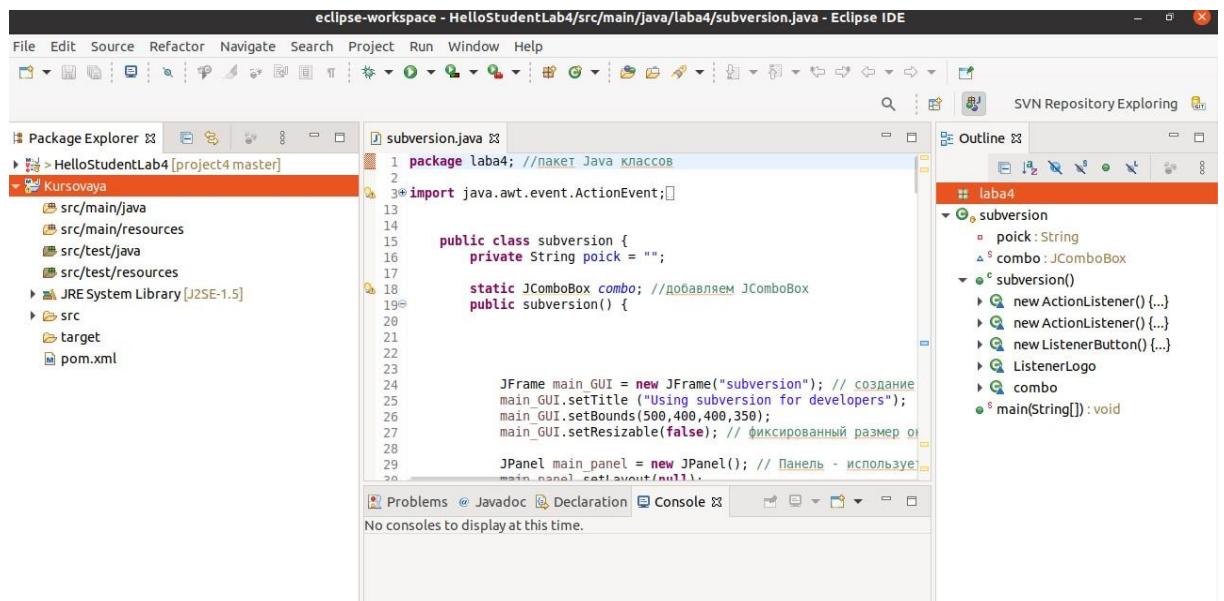 eclipse-workspace - HelloStudentLab4/src/main/java/laba4/subversion.java - Eclipse IDE
File Edit Source Refactor Navigate Search Project Run Window Help
SVN Repository Exploring
GIT
Package Explorer
> HelloStudentLab4 [project4 master]
Kursovaya
src/main/java
src/main/resources
src/test/java
src/test/resources
JRE System Library [J2SE-1.5]
src
target
pom.xml
subversion.java
1 package laba4; //пакет Java классов
2
3 import java.awt.event.ActionEvent;
13
14
15 public class subversion {
16 private String poick = "";
17
18 static JComboBox combo; //добавляем JComboBox
19 public subversion() {
20
21
22
23
24 JFrame main_GUI = new JFrame("subversion"); // создание
25 main_GUI.setTitle ("Using subversion for developers");
26 main_GUI.setBounds(500,400,400,350);
27 main_GUI.setResizable(false); // фиксированный размер
28
29 JPanel main_panel = new JPanel(); // Панель - использует
30 main_panel.setLayout(null);
Problems @ Javadoc Declaration Console
No consoles to display at this time.
Outline
laba4
subversion
poick : String
combo : JComboBox
subversion()
new ActionListener() {...}
new ActionListener() {...}
new ListenerButton() {...}
ListenerLogo
combo
main(String[]) : void